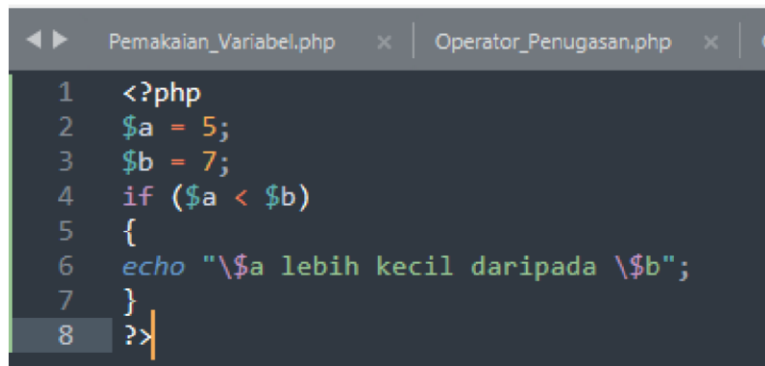 Pemakaian_Variabel.php × Operator_Penugasan.php ×
1 <?php
2 $a = 5;
3 $b = 7;
4 if ($a < $b)
5 {
6 echo "\$a lebih kecil daripada \$b";
7 }
8 ?>